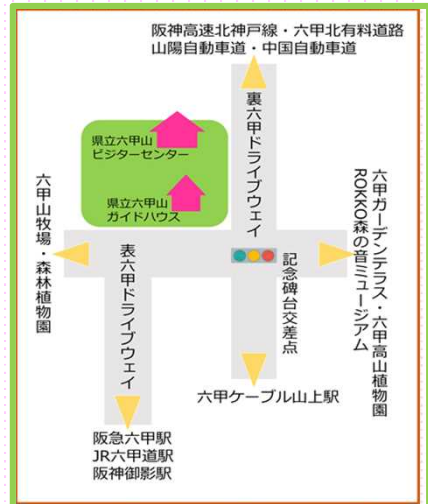 阪神高速北神戸線・六甲北有料道路
山陽自動車道・中国自動車道
裏六甲ドライブウェイ
県立六甲山
ビジターセンター
県立六甲山
ガイドハウス
六甲山牧場・森林植物園
表六甲ドライブウェイ
記念碑台交差点
六甲ガーデンテラス・六甲高山植物園
ROKKO森の音ミュージアム
六甲ケーブル山上駅
阪急六甲駅
JR六甲道駅
阪神御影駅